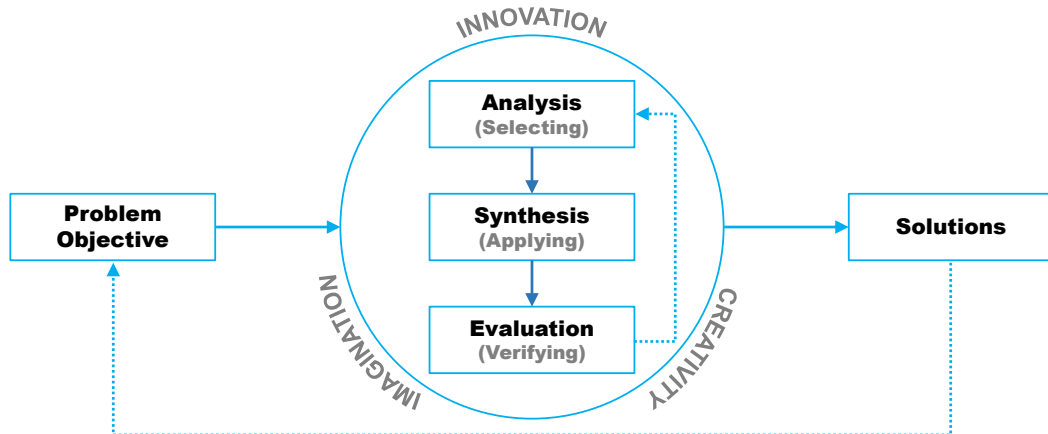 INNOVATION
Analysis
(Selecting)
Problem
Objective
Synthesis
(Applying)
Solutions
Evaluation
(Verifying)
IMAGINATION
CREATIVITY